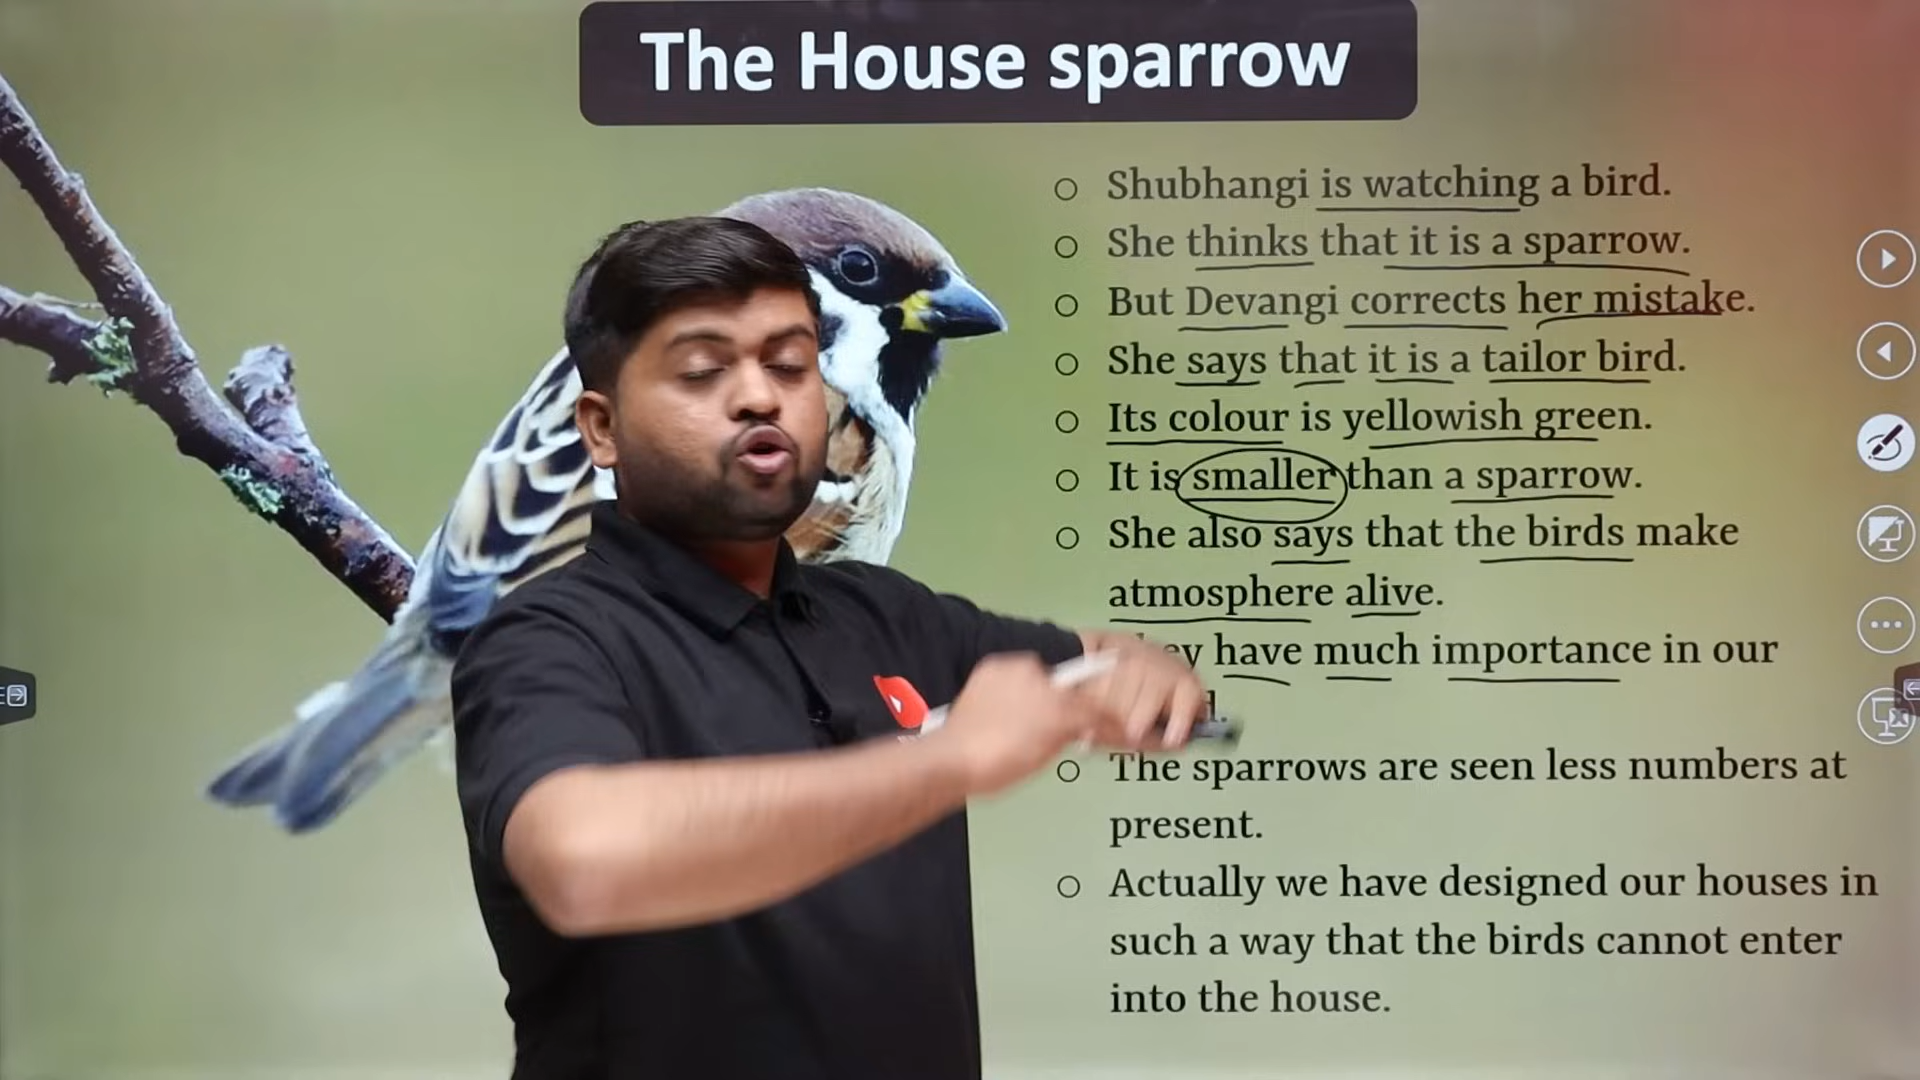 The House sparrow
Shubhangi is watching a bird.
She thinks that it is a sparrow.
But Devangi corrects her mistake.
She says that it is a tailor bird.
Its colour is yellowish green.
It is smaller than a sparrow.
She also says that the birds make
atmosphere alive.
have much importance in our
The sparrows are seen less numbers at
present.
Actually we have designed our houses in
such a way that the birds cannot enter
into the house.